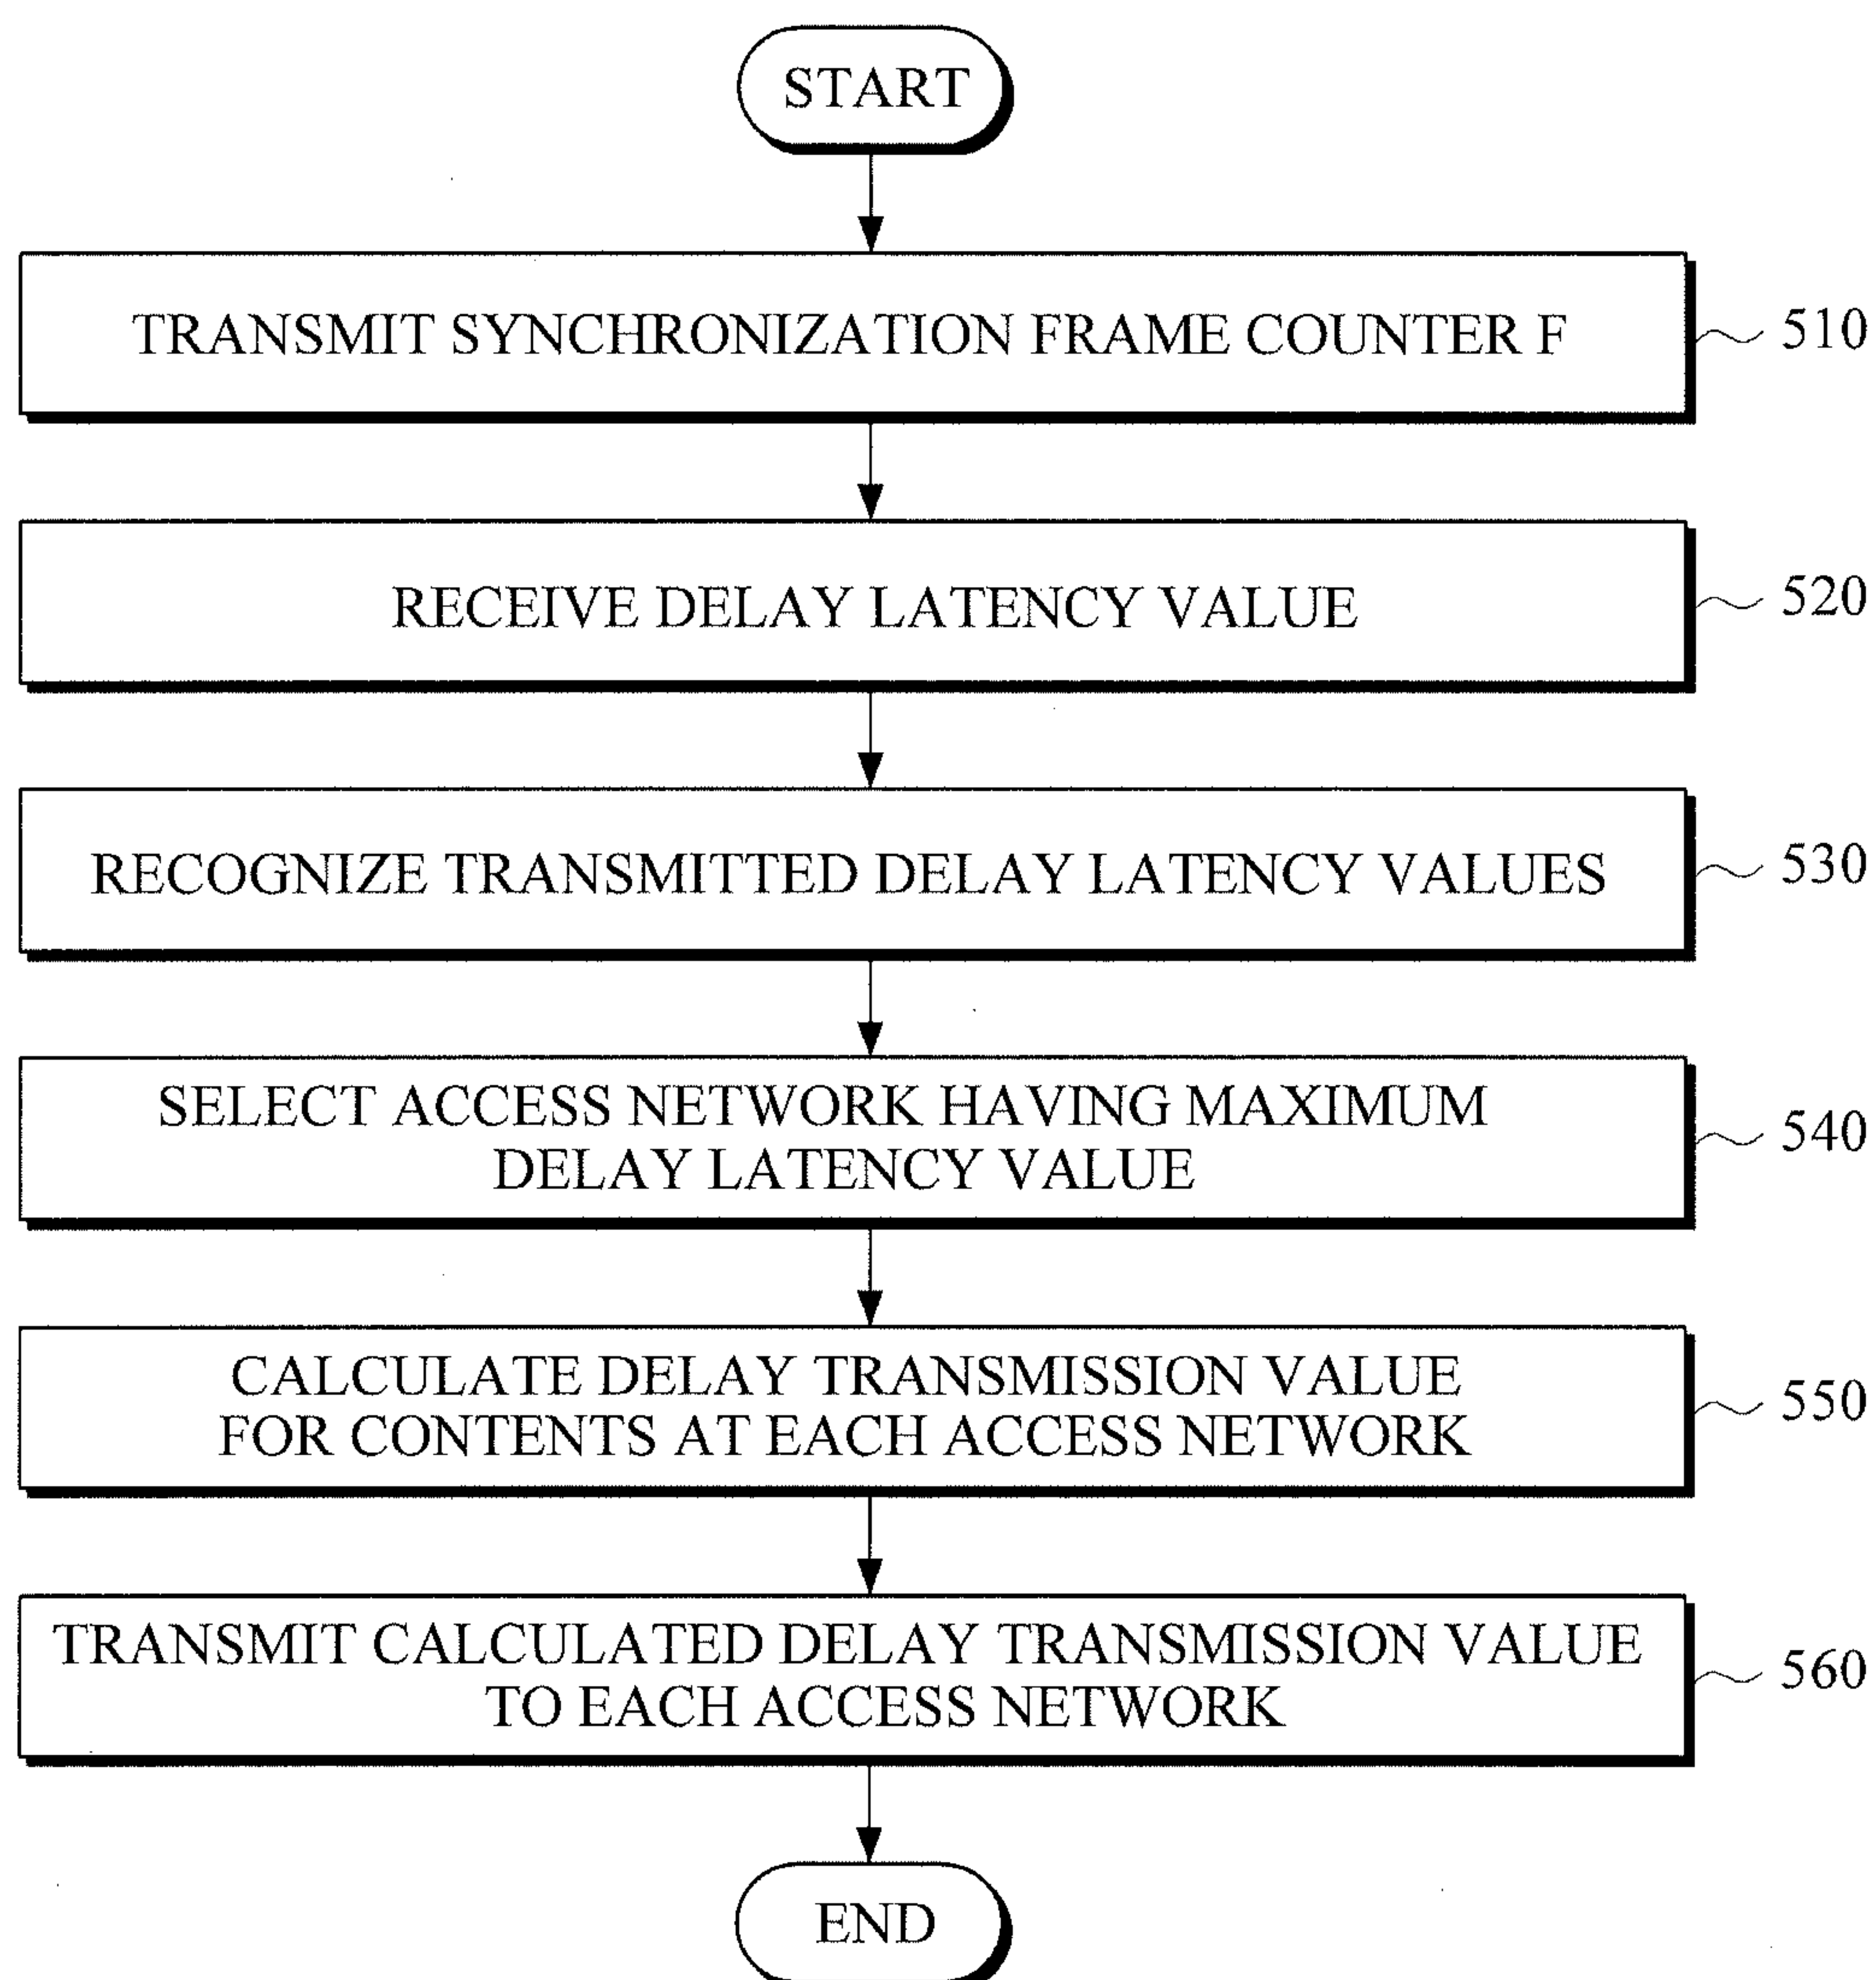 START
TRANSMIT SYNCHRONIZATION FRAME COUNTER F
510
RECEIVE DELAY LATENCY VALUE
520
RECOGNIZE TRANSMITTED DELAY LATENCY VALUES
530
SELECT ACCESS NETWORK HAVING MAXIMUM
DELAY LATENCY VALUE
540
CALCULATE DELAY TRANSMISSION VALUE
FOR CONTENTS AT EACH ACCESS NETWORK
550
TRANSMIT CALCULATED DELAY TRANSMISSION VALUE
TO EACH ACCESS NETWORK
560
END